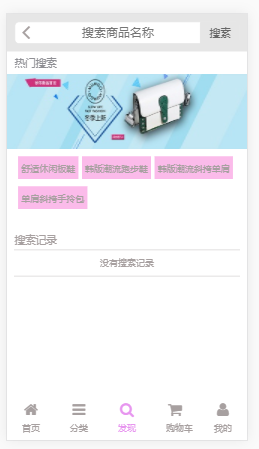 搜索商品名称 搜索
热门搜索
冬季上新
舒适休闲板鞋 韩版潮流跑步鞋 韩版潮流斜挎单肩
单肩斜挎手拎包
搜索记录
没有搜索记录
首页 分类 发现 购物车 我的